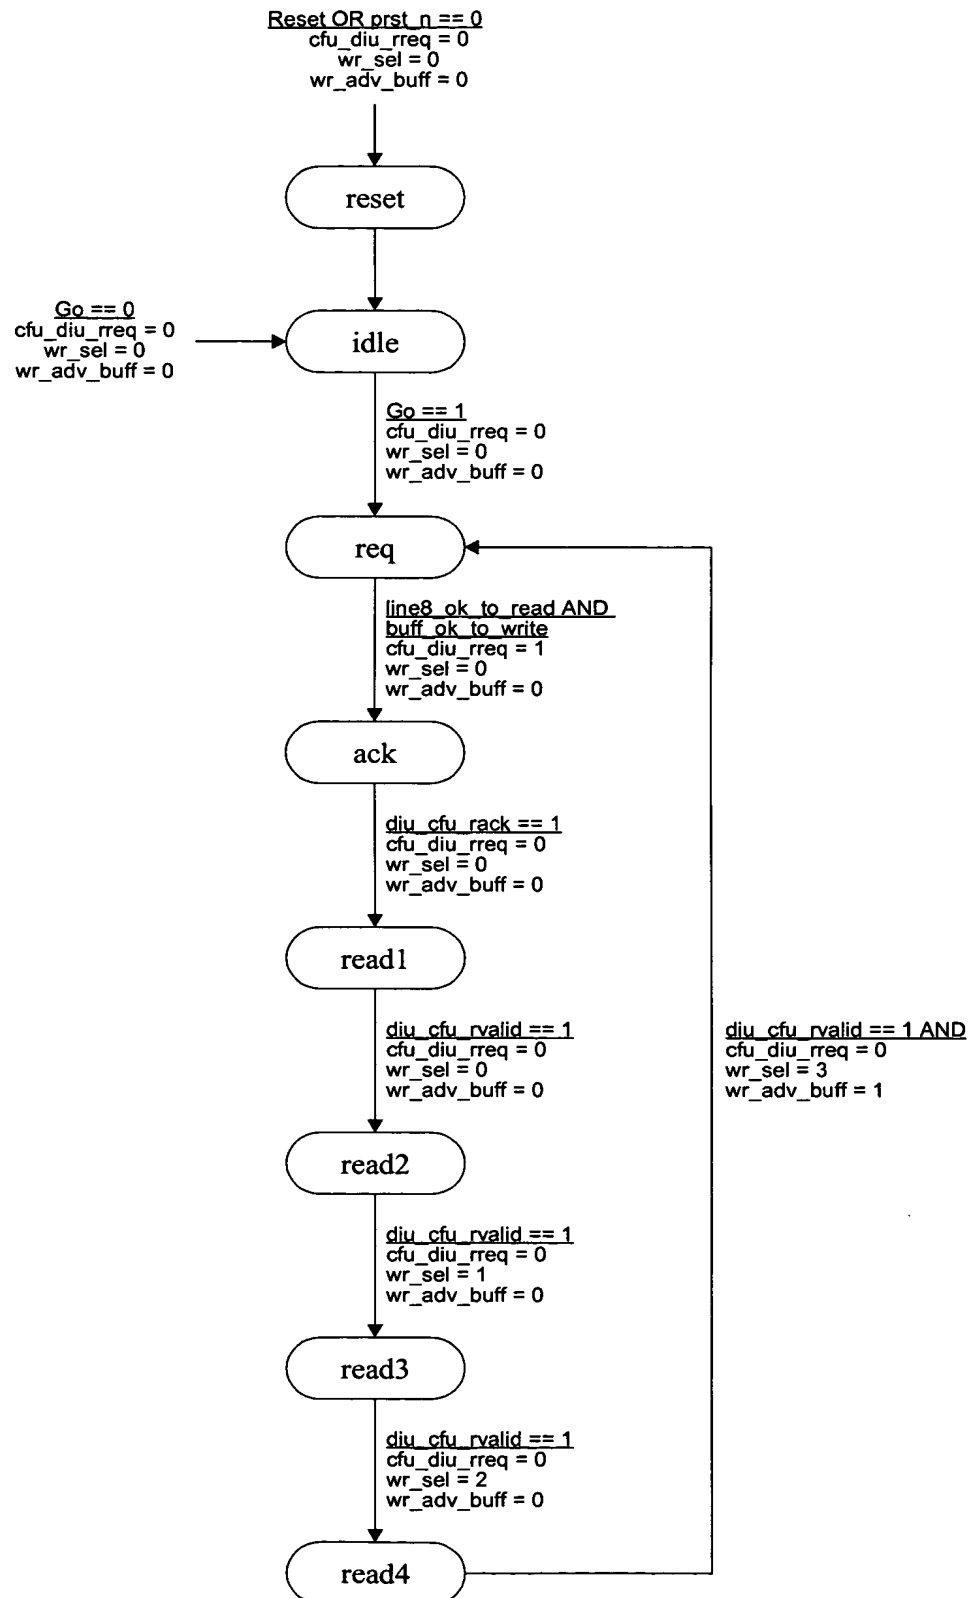 Reset OR prst_n == 0
cfu_diu_rreq = 0
wr_sel = 0
wr_adv_buff = 0
reset
Go == 0
cfu_diu_rreq = 0
wr_sel = 0
wr_adv_buff = 0
idle
Go == 1
cfu_diu_rreq = 0
wr_sel = 0
wr_adv_buff = 0
req
line8_ok_to_read AND
buff_ok_to_write
cfu_diu_rreq = 1
wr_sel = 0
wr_adv_buff = 0
ack
diu_cfu_rack == 1
cfu_diu_rreq = 0
wr_sel = 0
wr_adv_buff = 0
read1
diu_cfu_rvalid == 1
cfu_diu_rreq = 0
wr_sel = 0
wr_adv_buff = 0
diu_cfu_rvalid == 1 AND
cfu_diu_rreq = 0
wr_sel = 3
wr_adv_buff = 1
read2
diu_cfu_rvalid == 1
cfu_diu_rreq = 0
wr_sel = 1
wr_adv_buff = 0
read3
diu_cfu_rvalid == 1
cfu_diu_rreq = 0
wr_sel = 2
wr_adv_buff = 0
read4